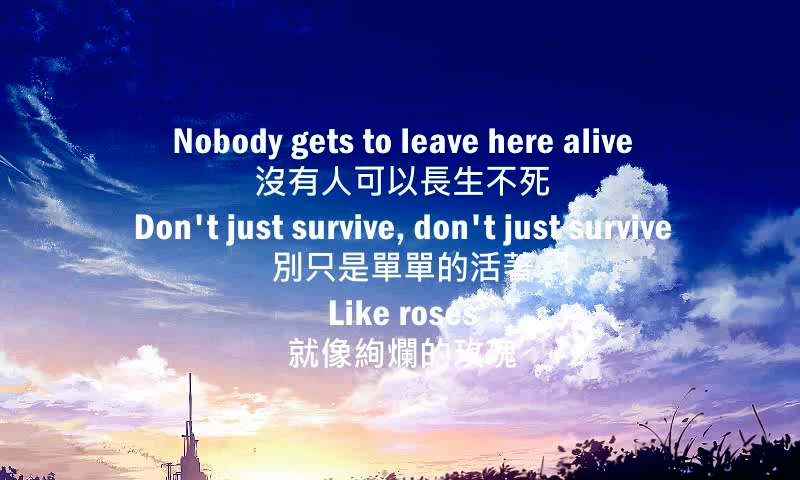 Nobody gets to leave here alive
沒有人可以長生不死
Don't just survive, don't just survive
別只是單單的活著
Like roses
就像絢爛的玫瑰